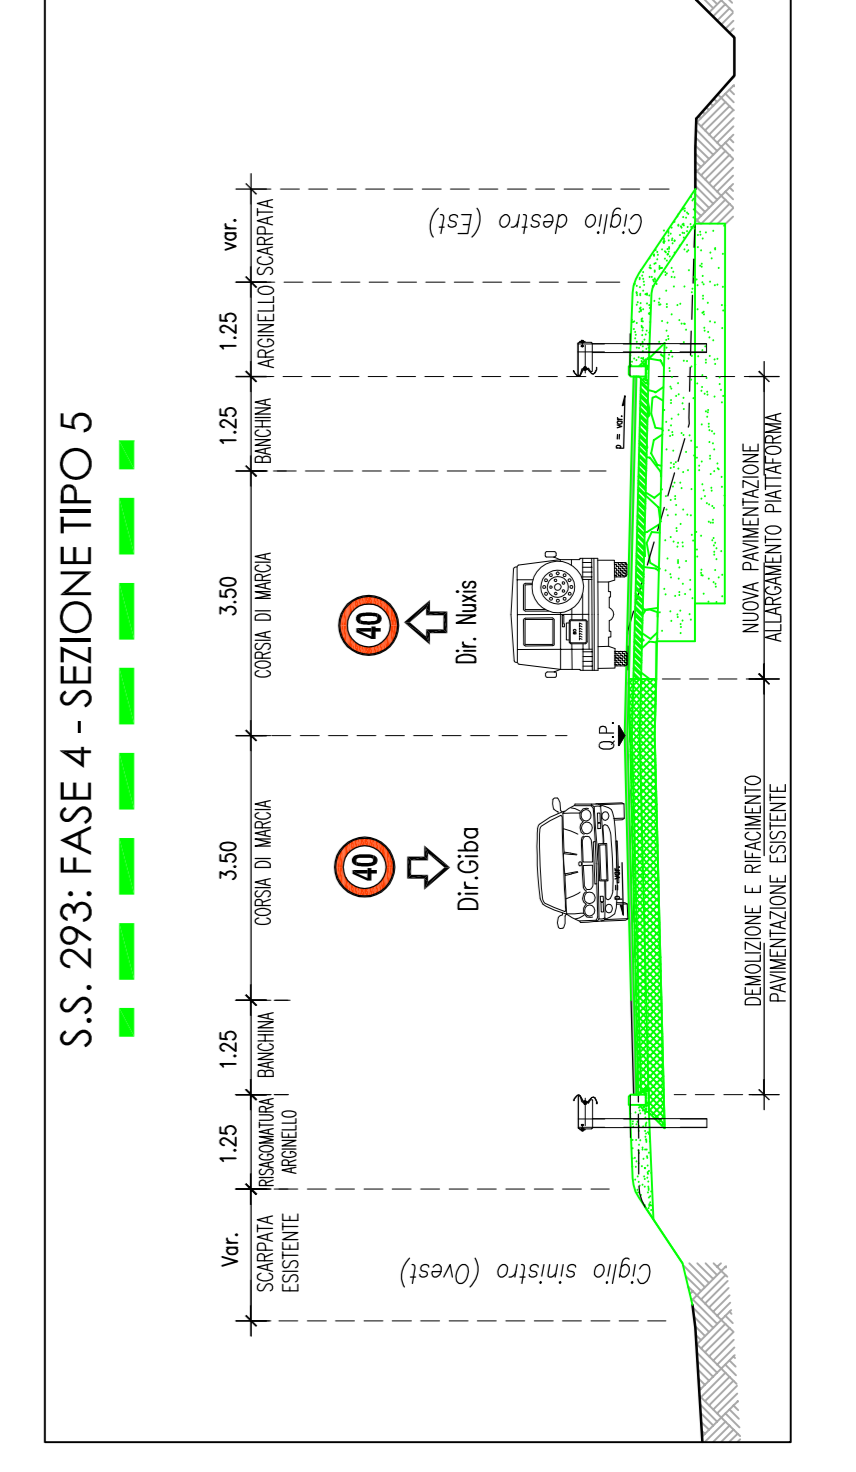 S.S. 293: FASE 4 - SEZIONE TIPO 5
Var.
1.25
1.25
3.50
3.50
1.25
1.25
var.
SCARPATA
ESISTENTE
RISAGOMATURA
ARGINELLO
BANCHINA
CORSIA DI MARCIA
CORSIA DI MARCIA
BANCHINA
ARGINELLO
SCARPATA
40
40
Dir.Giba
Dir. Nuxis
Ciglio sinistro (Ovest)
Ciglio destro (Est)
Q.P.
p = var.
p = var.
DEMOLIZIONE E RIFACIMENTO
PAVIMENTAZIONE ESISTENTE
NUOVA PAVIMENTAZIONE
ALLARGAMENTO PIATTAFORMA